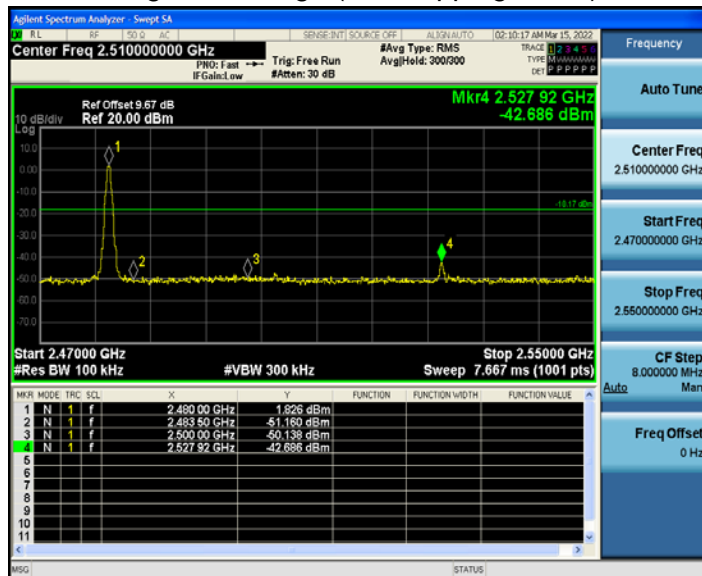 Agilent Spectrum Analyzer - Swept SA
RL RF 50 Ω AC SENSE:INT SOURCE OFF ALIGNAUTO 02:10:17 AM Mar 15, 2022
Center Freq 2.510000000 GHz #Avg Type: RMS TRACE 1 2 3 4 5 6
PNO: Fast Trig: Free Run Avg|Hold: 300/300 TYPE M
IFGain:Low #Atten: 30 dB DET P P P P P P
Mkr4 2.527 92 GHz
-42.686 dBm
Ref Offset 9.67 dB
10 dB/div Ref 20.00 dBm
Log
10.0
0.00
-10.0
-20.0
-30.0
-40.0
-50.0
-60.0
-70.0
1
2
3
4
-18.17 dBm
Start 2.47000 GHz Stop 2.55000 GHz
#Res BW 100 kHz #VBW 300 kHz Sweep 7.667 ms (1001 pts)
MKR MODE TRC SCL X Y FUNCTION FUNCTION WIDTH FUNCTION VALUE
1 N 1 f 2.480 00 GHz 1.826 dBm
2 N 1 f 2.483 50 GHz -51.160 dBm
3 N 1 f 2.500 00 GHz -50.138 dBm
4 N 1 f 2.527 92 GHz -42.686 dBm
5
6
7
8
9
10
11
MSG STATUS
Frequency
Auto Tune
Center Freq
2.510000000 GHz
Start Freq
2.470000000 GHz
Stop Freq
2.550000000 GHz
CF Step
8.000000 MHz
Auto Man
Freq Offset
0 Hz